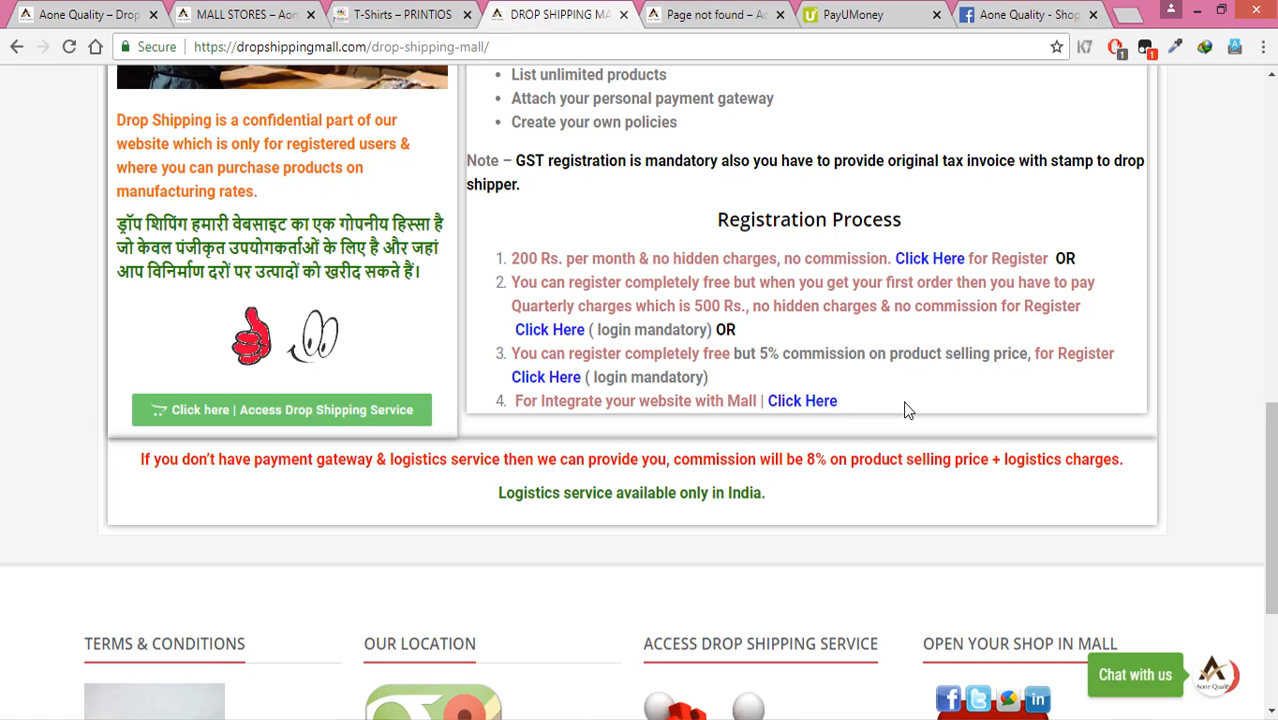 Aone Quality – Drop
MALL STORES – Aon
T-Shirts – PRINTIOS
DROP SHIPPING MA
Page not found – Ao
PayUMoney
Aone Quality - Shop
Secure | https://dropshippingmall.com/drop-shipping-mall/
List unlimited products
Attach your personal payment gateway
Create your own policies
Note – GST registration is mandatory also you have to provide original tax invoice with stamp to drop
shipper.
Drop Shipping is a confidential part of our
website which is only for registered users &
where you can purchase products on
manufacturing rates.
ड्रॉप शिपिंग हमारी वेबसाइट का एक गोपनीय हिस्सा है
जो केवल पंजीकृत उपयोगकर्ताओं के लिए है और जहां
आप विनिर्माण दरों पर उत्पादों को खरीद सकते हैं।
Click here | Access Drop Shipping Service
Registration Process
1. 200 Rs. per month & no hidden charges, no commission. Click Here for Register OR
2. You can register completely free but when you get your first order then you have to pay
Quarterly charges which is 500 Rs., no hidden charges & no commission for Register
Click Here ( login mandatory) OR
3. You can register completely free but 5% commission on product selling price, for Register
Click Here ( login mandatory)
4. For Integrate your website with Mall | Click Here
If you don't have payment gateway & logistics service then we can provide you, commission will be 8% on product selling price + logistics charges.
Logistics service available only in India.
TERMS & CONDITIONS
OUR LOCATION
ACCESS DROP SHIPPING SERVICE
OPEN YOUR SHOP IN MALL
Chat with us
Aone Quality